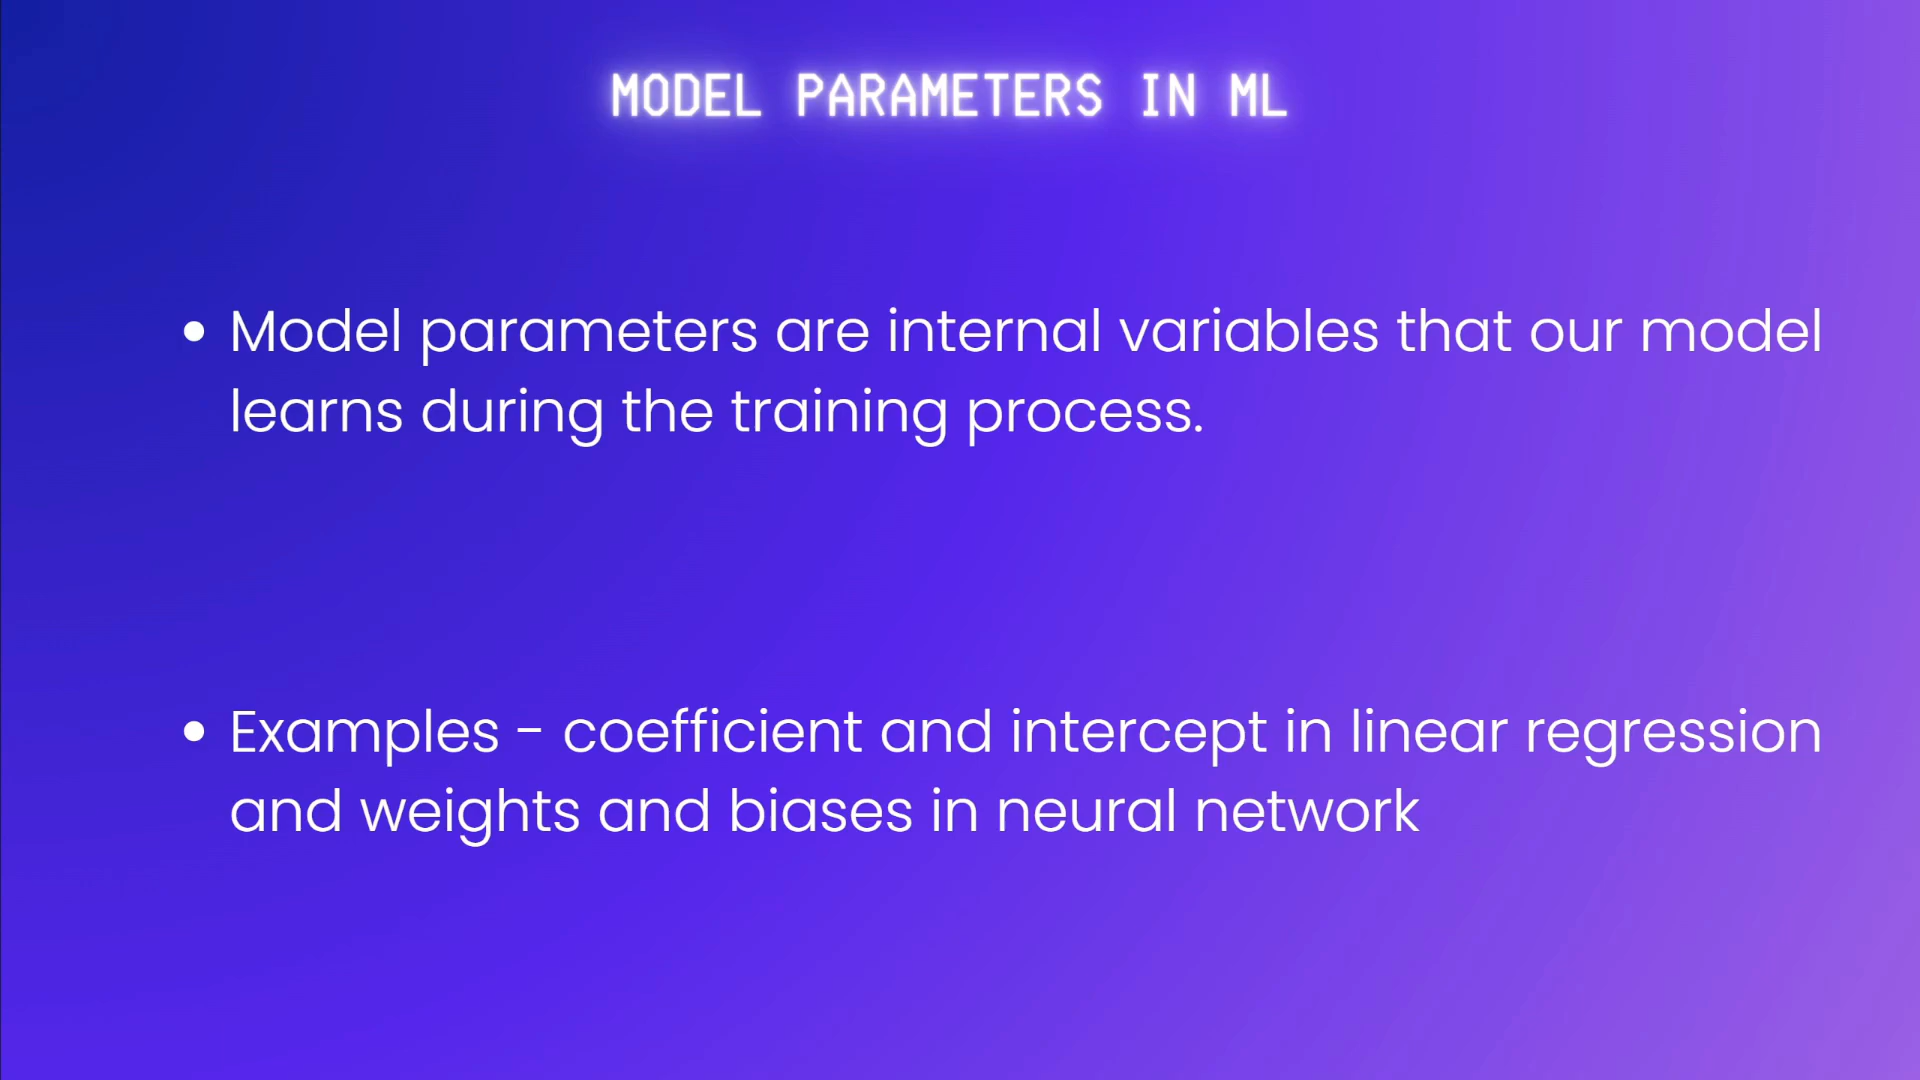 MODEL PARAMETERS IN ML
• Model parameters are internal variables that our model
learns during the training process.
• Examples - coefficient and intercept in linear regression
and weights and biases in neural network